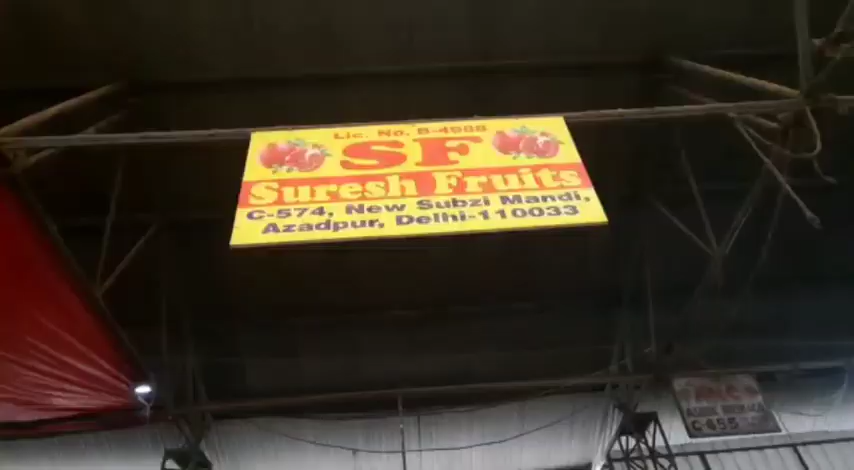 Lic. No. B-4988
SF
Suresh Fruits
C-574, New Subzi Mandi,
Azadpur, Delhi-110033
C-655